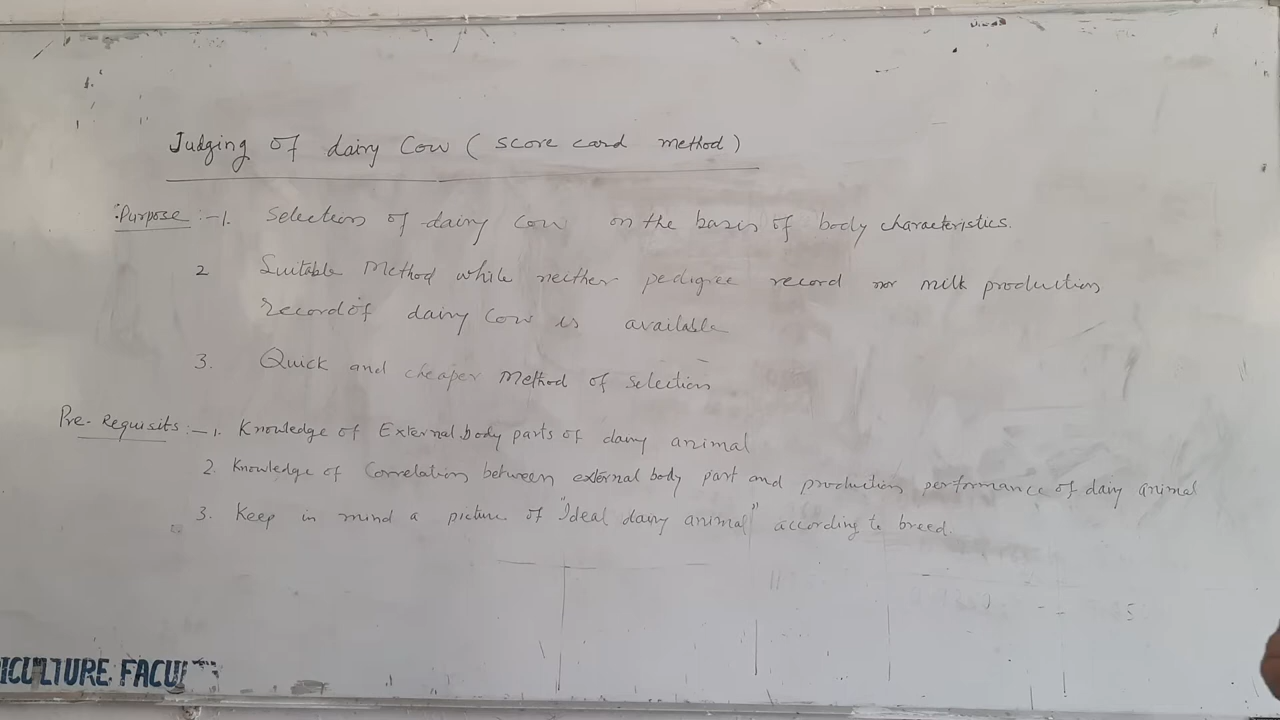 Judging of dairy Cow ( score card method )
Purpose :- 1. Selection of dairy Cow on the basis of body characteristics.
2 Suitable Method while neither pedigree record nor milk production
record of dairy Cow is available
3. Quick and cheaper Method of selection
Pre- Requisits :- 1. Knowledge of External body parts of dairy animal
2. Knowledge of Correlation between external body part and production performance of dairy animal
3. Keep in mind a picture of "Ideal dairy animal" according to breed.
ICULTURE FACU